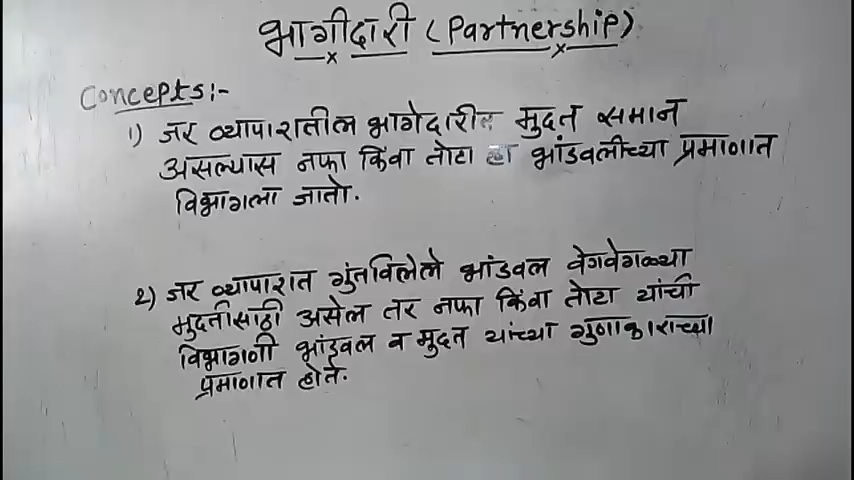 भागीदारी (Partnership)
Concepts:-
1) जर व्यापारातील भागेदारीत मुदत समान
असल्यास नफा किंवा तोटा हा भांडवलीच्या प्रमाणात
विभागला जातो.
2) जर व्यापारात गुंतविलेले भांडवल वेगवेगळ्या
मुदतीसाठी असेल तर नफा किंवा तोटा यांची
विभागणी भांडवल व मुदत यांच्या गुणाकाराच्या
प्रमाणात होते.